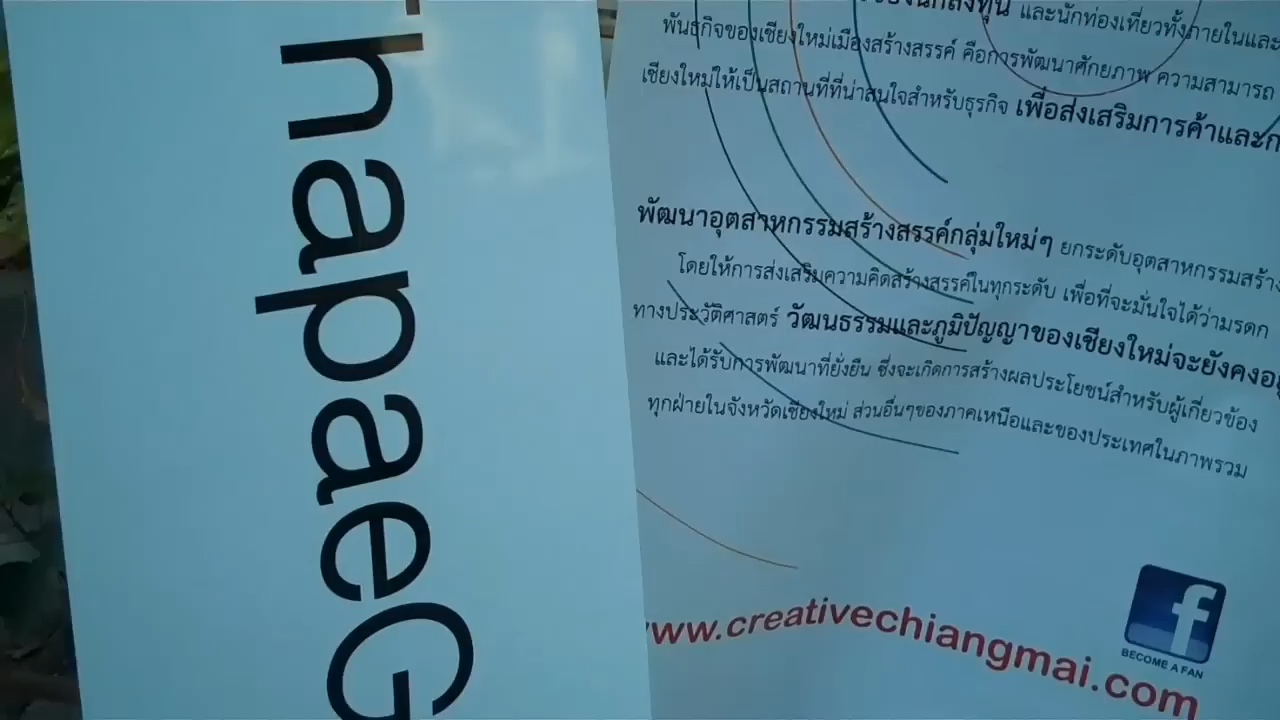 hapaeG
และนักท่องเที่ยวทั้งภายในและ
พันธกิจของเชียงใหม่เมืองสร้างสรรค์ คือการพัฒนาศักยภาพ ความสามารถ
เชียงใหม่ให้เป็นสถานที่ที่น่าสนใจสำหรับธุรกิจ เพื่อส่งเสริมการค้าและก
พัฒนาอุตสาหกรรมสร้างสรรค์กลุ่มใหม่ๆ ยกระดับอุตสาหกรรมสร้าง
โดยให้การส่งเสริมความคิดสร้างสรรค์ในทุกระดับ เพื่อที่จะมั่นใจได้ว่ามรดก
ทางประวัติศาสตร์ วัฒนธรรมและภูมิปัญญาของเชียงใหม่จะยังคงอยู่
และได้รับการพัฒนาที่ยั่งยืน ซึ่งจะเกิดการสร้างผลประโยชน์สำหรับผู้เกี่ยวข้อง
ทุกฝ่ายในจังหวัดเชียงใหม่ ส่วนอื่นๆของภาคเหนือและของประเทศในภาพรวม
f
BECOME A FAN
www.creativechiangmai.com